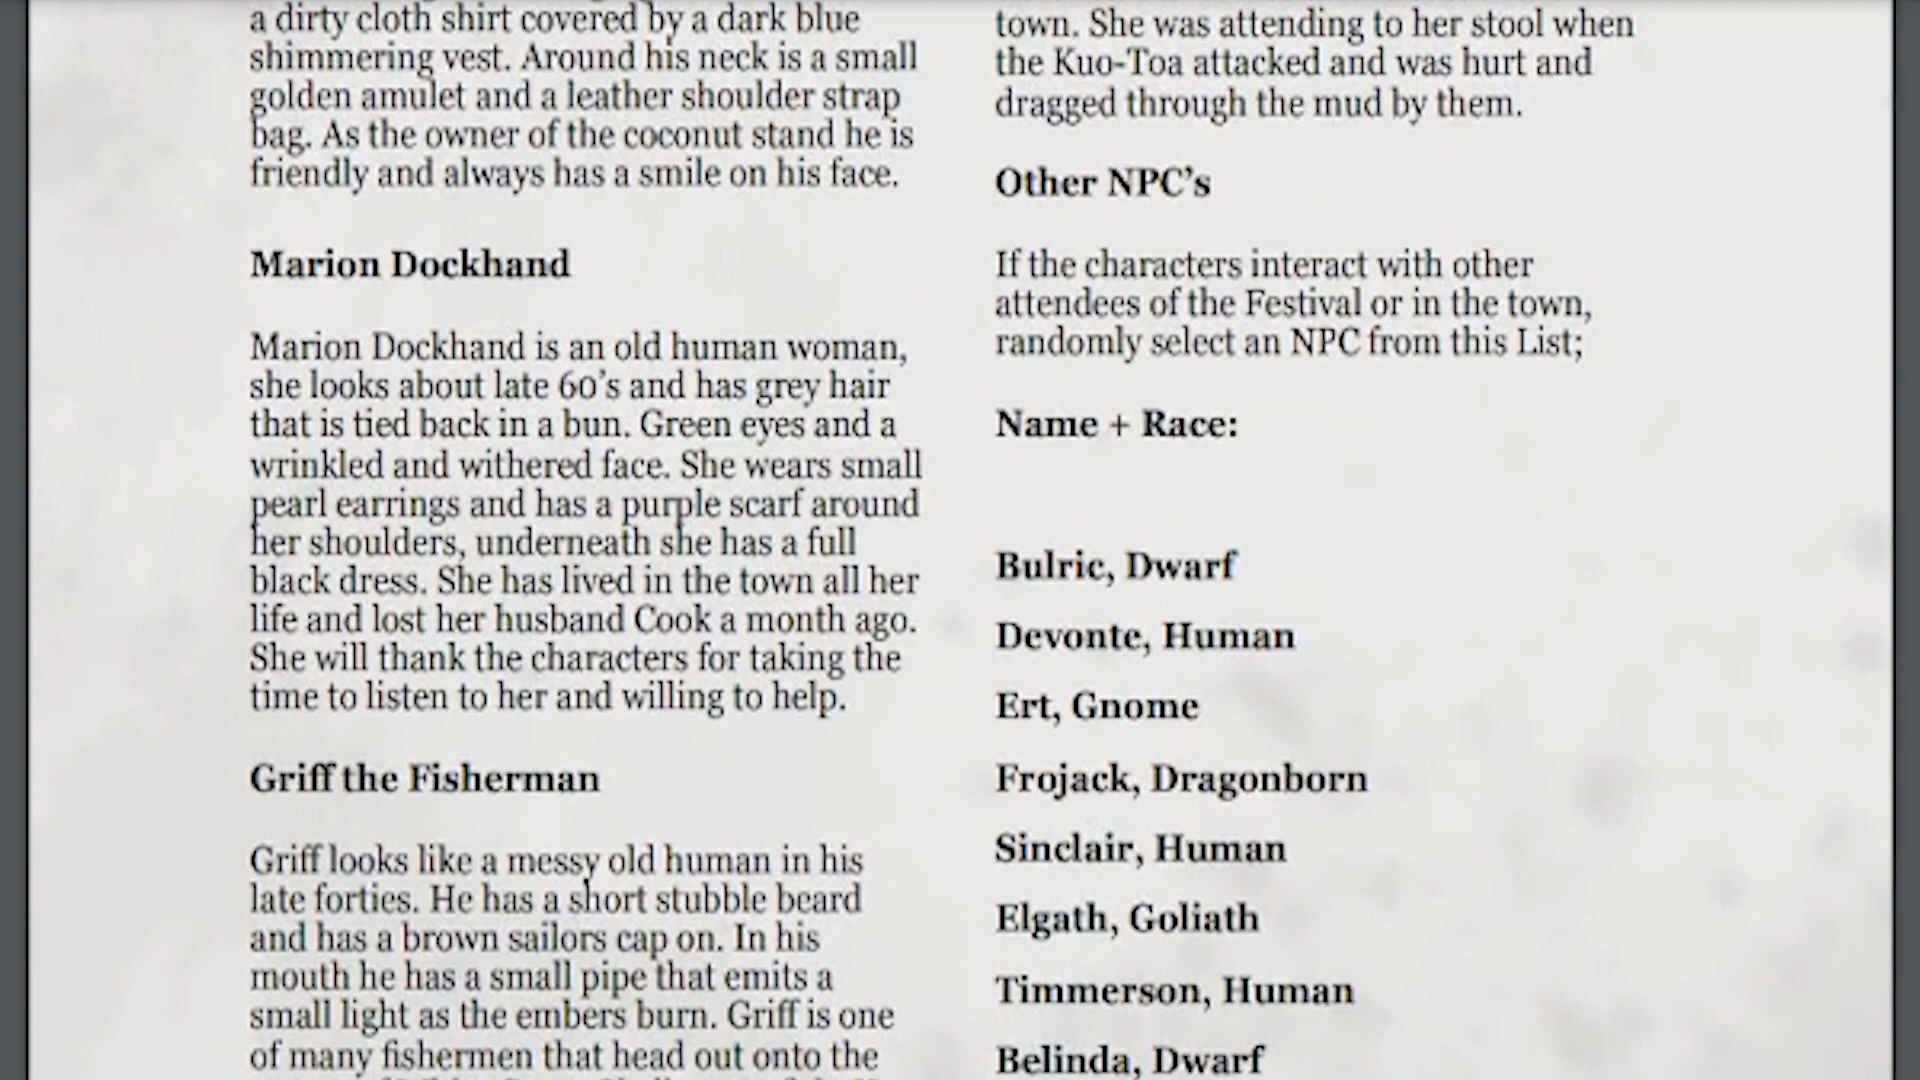 a dirty cloth shirt covered by a dark blue
shimmering vest. Around his neck is a small
golden amulet and a leather shoulder strap
bag. As the owner of the coconut stand he is
friendly and always has a smile on his face.
Marion Dockhand
Marion Dockhand is an old human woman,
she looks about late 60's and has grey hair
that is tied back in a bun. Green eyes and a
wrinkled and withered face. She wears small
pearl earrings and has a purple scarf around
her shoulders, underneath she has a full
black dress. She has lived in the town all her
life and lost her husband Cook a month ago.
She will thank the characters for taking the
time to listen to her and willing to help.
Griff the Fisherman
Griff looks like a messy old human in his
late forties. He has a short stubble beard
and has a brown sailors cap on. In his
mouth he has a small pipe that emits a
small light as the embers burn. Griff is one
of many fishermen that head out onto the
town. She was attending to her stool when
the Kuo-Toa attacked and was hurt and
dragged through the mud by them.
Other NPC’s
If the characters interact with other
attendees of the Festival or in the town,
randomly select an NPC from this List;
Name + Race:
Bulric, Dwarf
Devonte, Human
Ert, Gnome
Frojack, Dragonborn
Sinclair, Human
Elgath, Goliath
Timmerson, Human
Belinda, Dwarf